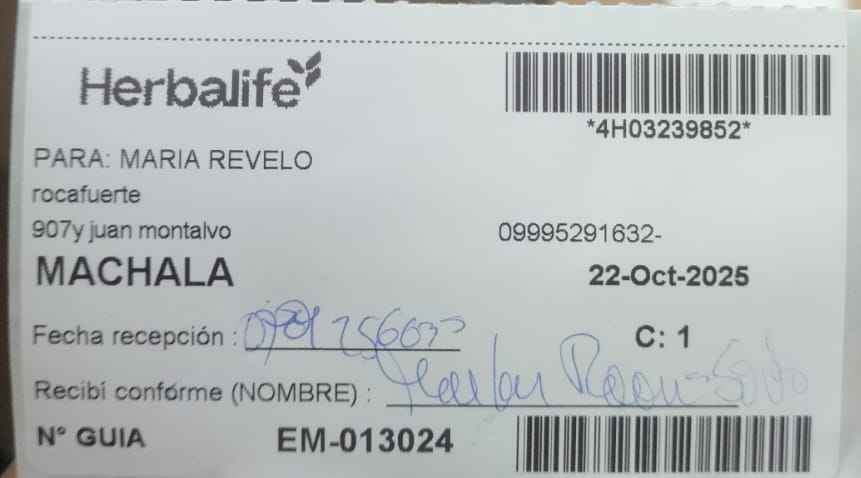 Herbalife
*4H03239852*
PARA: MARIA REVELO
rocafuerte
907y juan montalvo
09995291632-
MACHALA
22-Oct-2025
Fecha recepción :
C: 1
Recibí conforme (NOMBRE) :
N° GUIA EM-013024